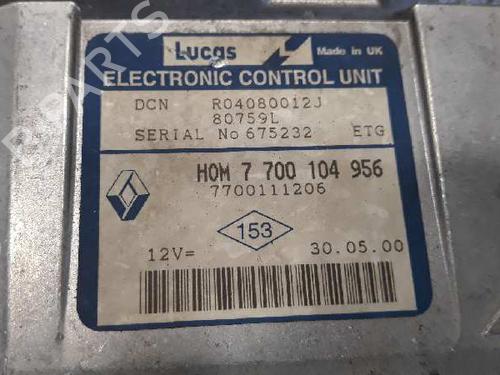 Lucas Made in UK
ELECTRONIC CONTROL UNIT
DCN R04080012J
80759L
SERIAL No 675232 ETG
HOM 7 700 104 956
7700111206
153
12V= 30.05.00